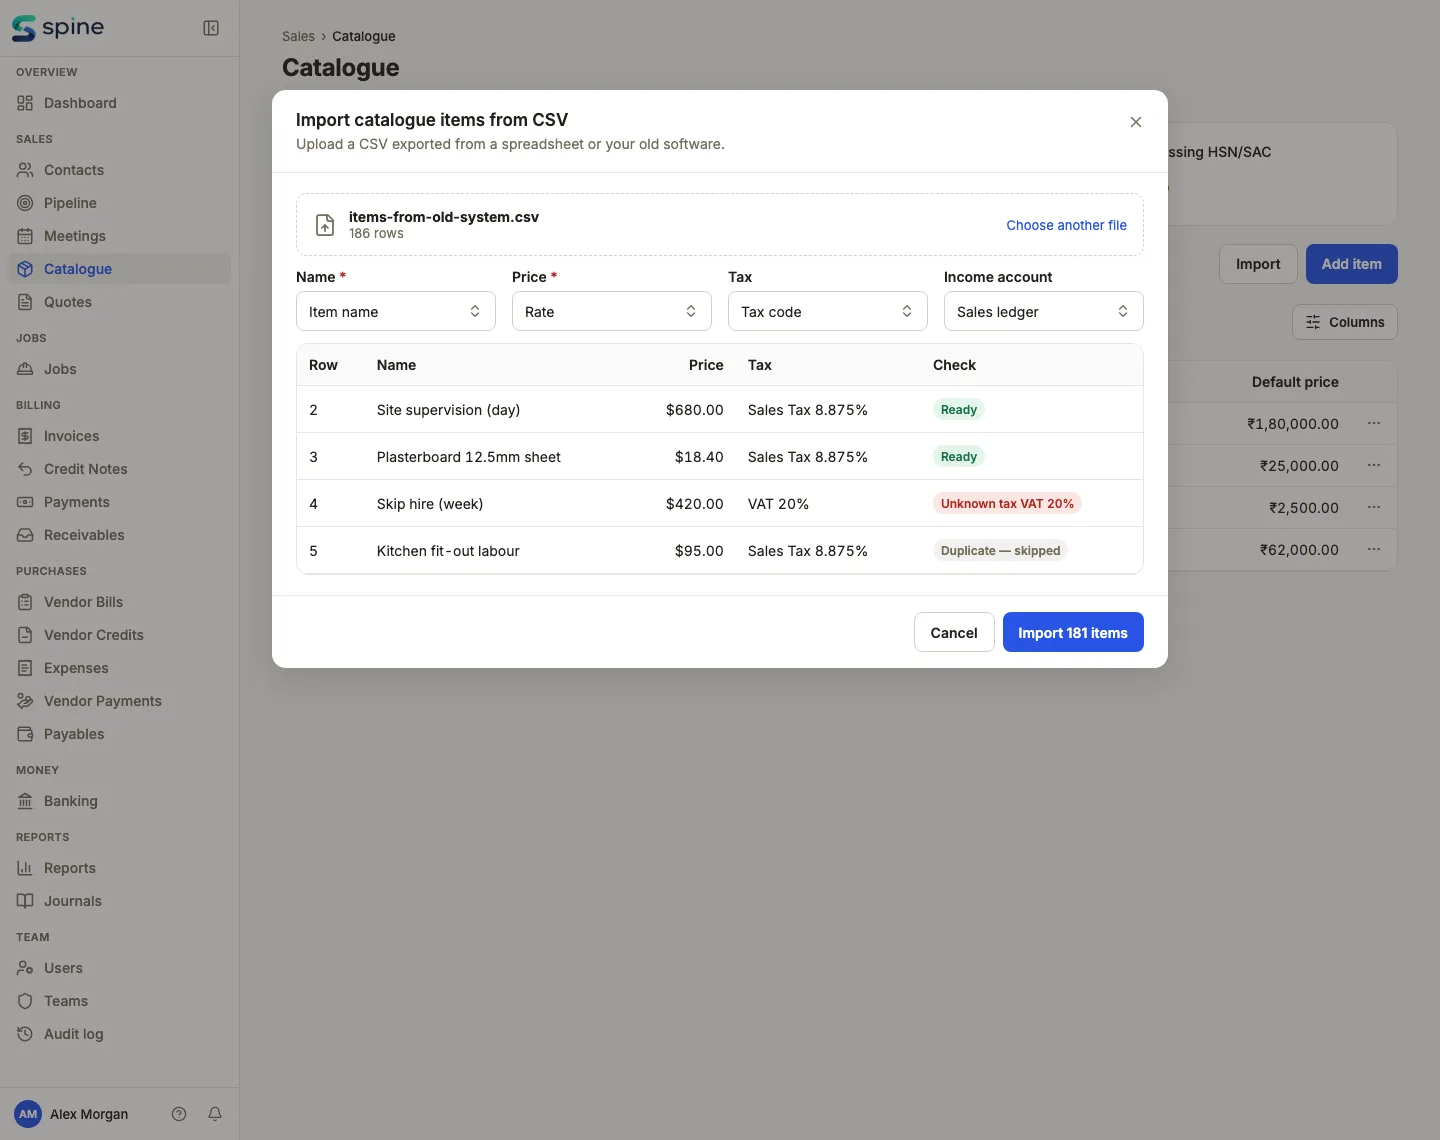 spine
OVERVIEW
Dashboard
SALES
Contacts
Pipeline
Meetings
Catalogue
Quotes
JOBS
Jobs
BILLING
Invoices
Credit Notes
Payments
Receivables
PURCHASES
Vendor Bills
Vendor Credits
Expenses
Vendor Payments
Payables
MONEY
Banking
REPORTS
Reports
Journals
TEAM
Users
Teams
Audit log
AM Alex Morgan
Sales › Catalogue
Catalogue
ssing HSN/SAC
Import Add item
Columns
Default price
₹1,80,000.00
₹25,000.00
₹2,500.00
₹62,000.00
Import catalogue items from CSV
Upload a CSV exported from a spreadsheet or your old software.
items-from-old-system.csv
186 rows
Choose another file
Name * Price * Tax Income account
Item name Rate Tax code Sales ledger
Row Name Price Tax Check
2 Site supervision (day) $680.00 Sales Tax 8.875% Ready
3 Plasterboard 12.5mm sheet $18.40 Sales Tax 8.875% Ready
4 Skip hire (week) $420.00 VAT 20% Unknown tax VAT 20%
5 Kitchen fit-out labour $95.00 Sales Tax 8.875% Duplicate — skipped
Cancel Import 181 items